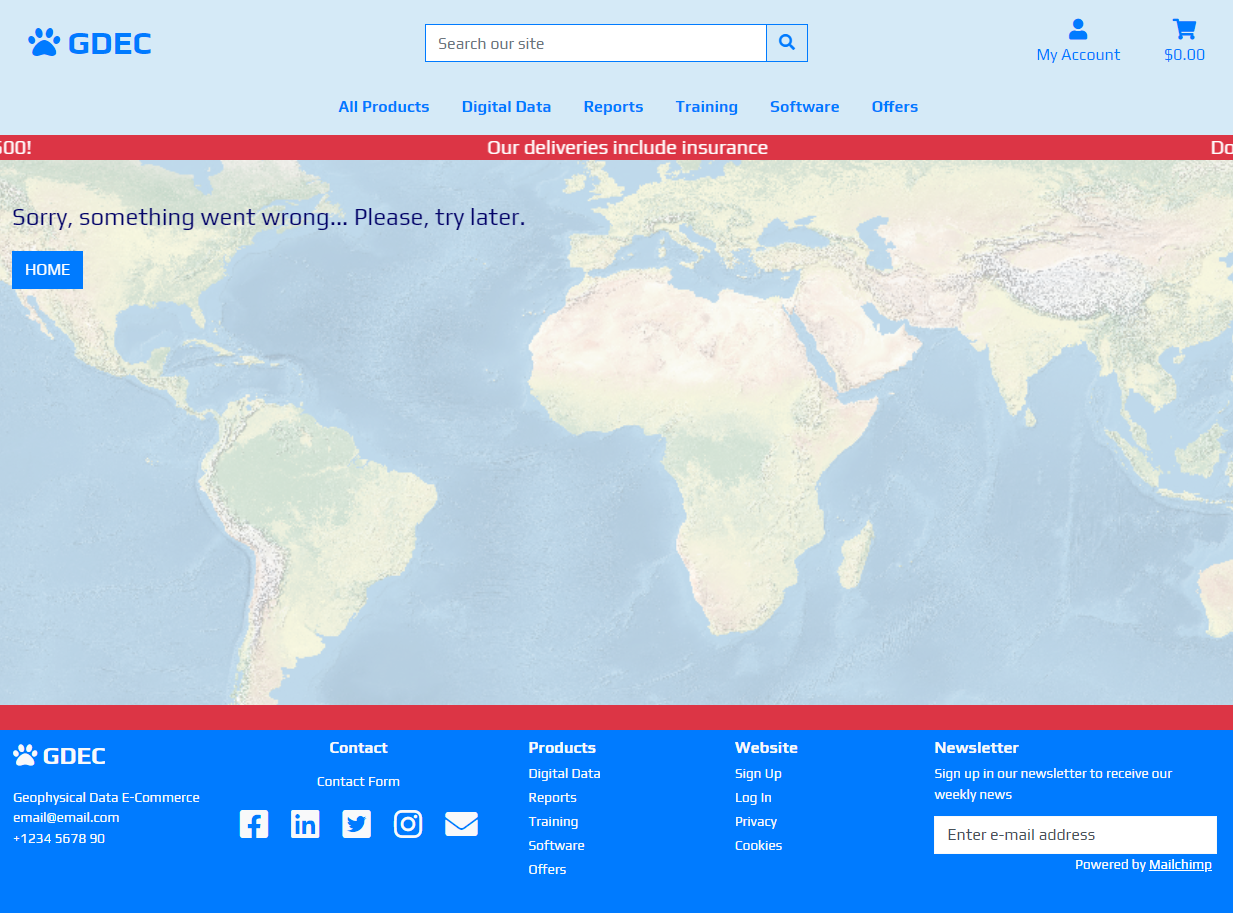 GDEC
Search our site
My Account
$0.00
All Products
Digital Data
Reports
Training
Software
Offers
500!
Our deliveries include insurance
Do
Sorry, something went wrong... Please, try later.
HOME
GDEC
Geophysical Data E-Commerce
email@email.com
+1234 5678 90
Contact
Contact Form
Products
Digital Data
Reports
Training
Software
Offers
Website
Sign Up
Log In
Privacy
Cookies
Newsletter
Sign up in our newsletter to receive our
weekly news
Enter e-mail address
Powered by Mailchimp